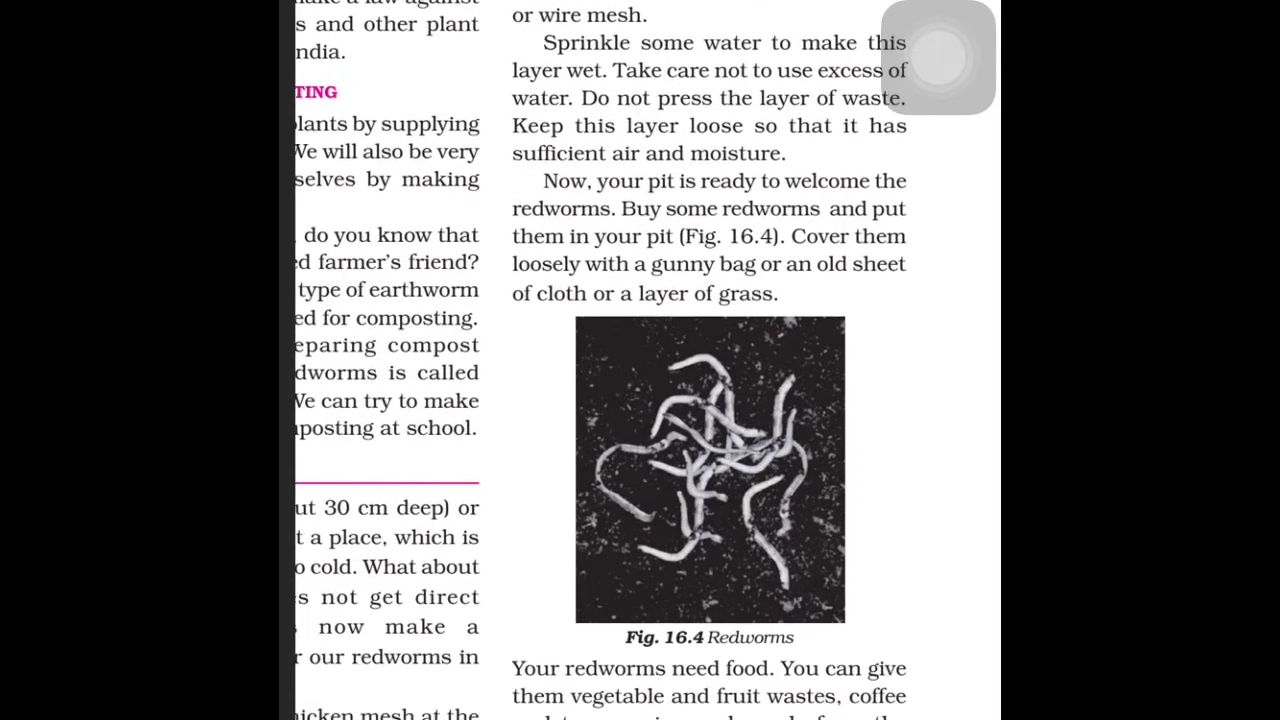 s and other plant
ndia.
TING
plants by supplying
We will also be very
selves by making
do you know that
ed farmer's friend?
type of earthworm
ed for composting.
eparing compost
dworms is called
We can try to make
posting at school.
ut 30 cm deep) or
t a place, which is
o cold. What about
s not get direct
now make a
r our redworms in
hicken mesh at the
or wire mesh.
Sprinkle some water to make this
layer wet. Take care not to use excess of
water. Do not press the layer of waste.
Keep this layer loose so that it has
sufficient air and moisture.
Now, your pit is ready to welcome the
redworms. Buy some redworms and put
them in your pit (Fig. 16.4). Cover them
loosely with a gunny bag or an old sheet
of cloth or a layer of grass.
Fig. 16.4 Redworms
Your redworms need food. You can give
them vegetable and fruit wastes, coffee